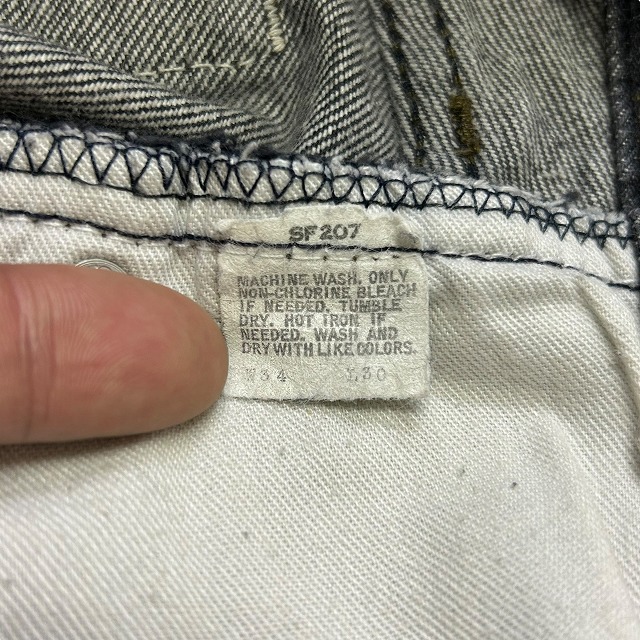 SF207
MACHINE WASH. ONLY
NON-CHLORINE BLEACH
IF NEEDED. TUMBLE
DRY. HOT IRON IF
NEEDED. WASH AND
DRY WITH LIKE COLORS.
W34 L30